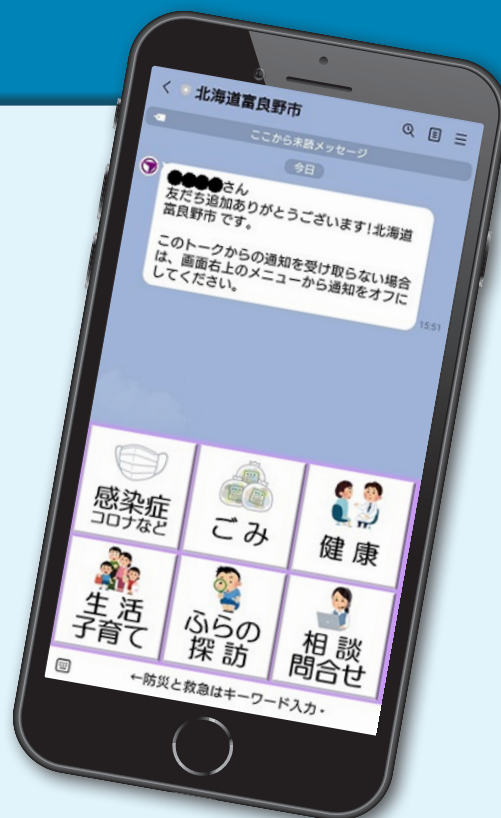 北海道富良野市
ここから未読メッセージ
今日
●●●●さん
友だち追加ありがとうございます!北海道
富良野市 です。
このトークからの通知を受け取らない場合
は、画面右上のメニューから通知をオフに
してください。
15:51
感染症
コロナなど
ごみ
健康
生活
子育て
ふらの
探訪
相談
問合せ
←防災と救急はキーワード入力・